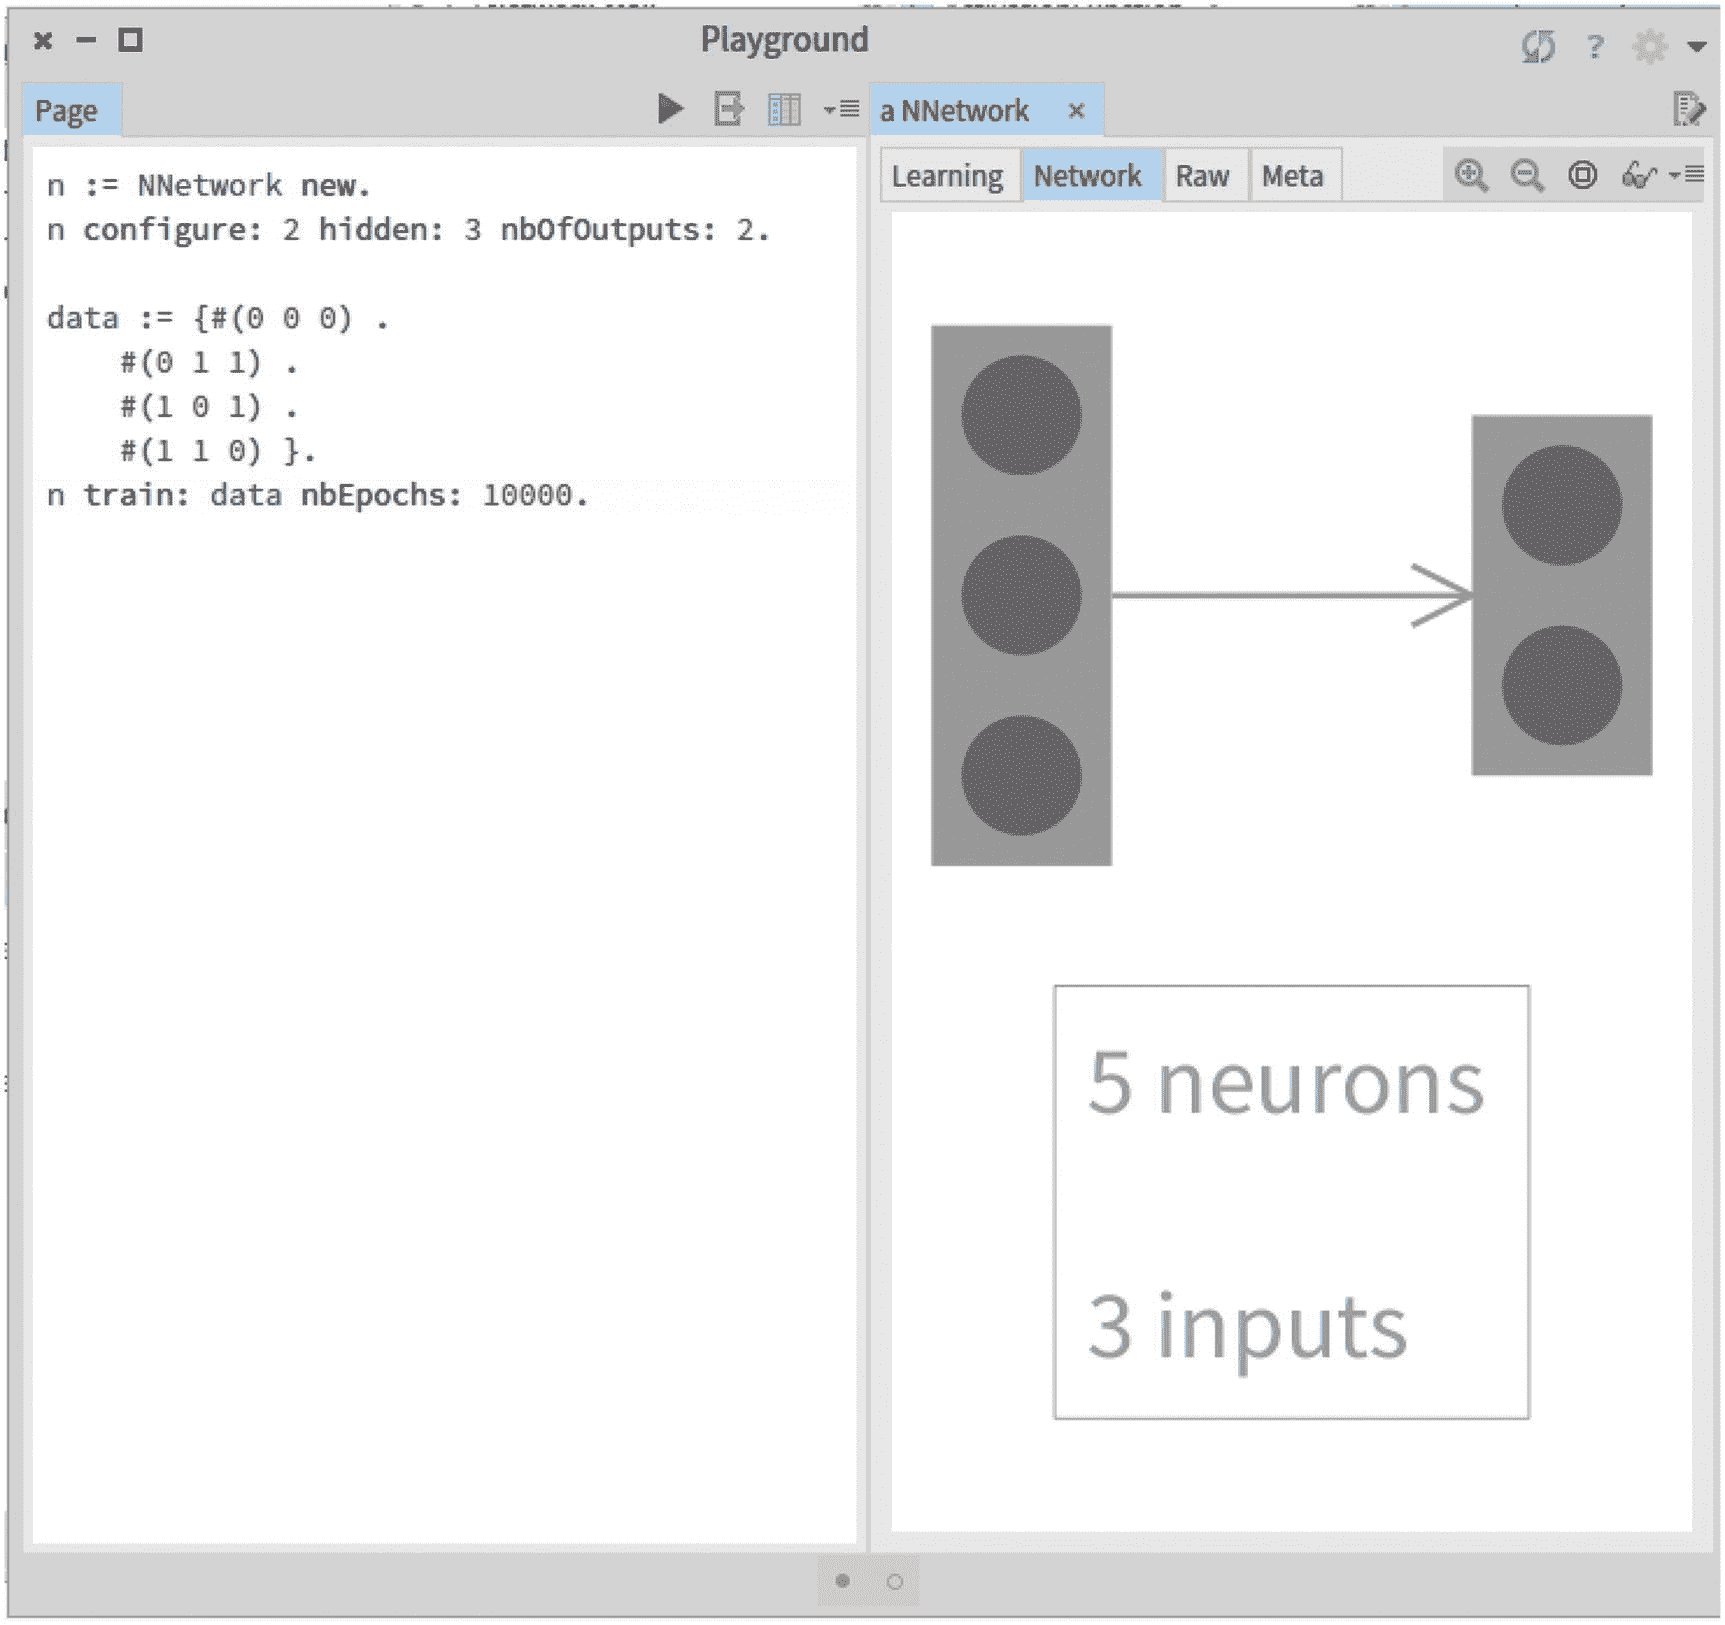 Playground
?
Page
a NNetwork
Learning Network Raw Meta
n := NNetwork new.
n configure: 2 hidden: 3 nbOfOutputs: 2.
data := {#(0 0 0) .
#(0 1 1) .
#(1 0 1) .
#(1 1 0) }.
n train: data nbEpochs: 10000.
5 neurons
3 inputs